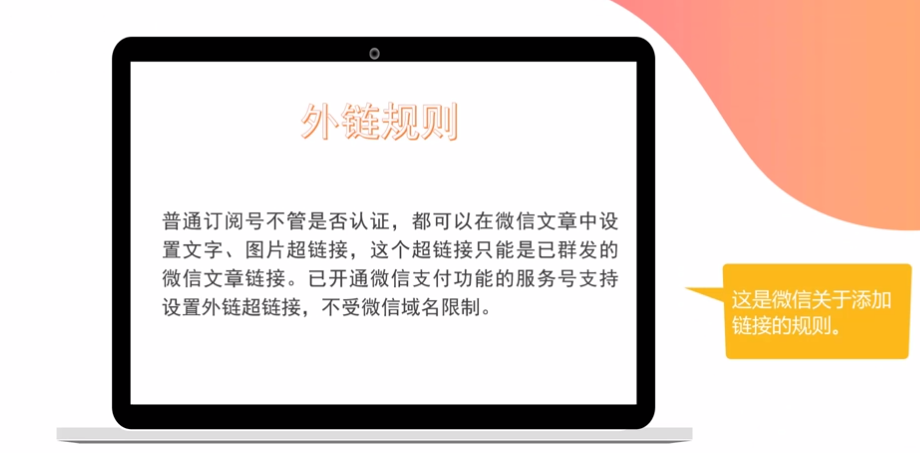 外链规则
普通订阅号不管是否认证，都可以在微信文章中设
置文字、图片超链接，这个超链接只能是已群发的
微信文章链接。已开通微信支付功能的服务号支持
设置外链超链接，不受微信域名限制。
这是微信关于添加
链接的规则。